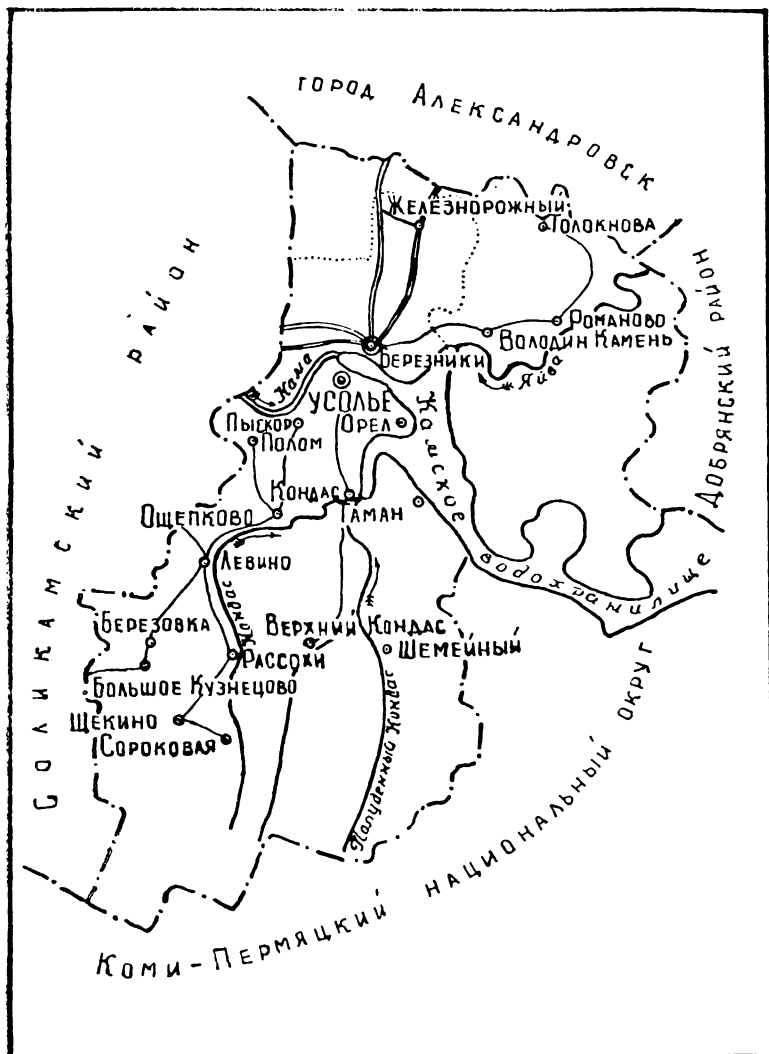 ГОРОД АЛЕКСАНДРОВСК
ЖЕЛЕЗНОРОЖНЫЙ
ТОЛОКНОВА
СОЛИКАМСКИЙ РАЙОН
ДОБРЯНСКИЙ РАЙОН
РОМАНОВО
ВОЛОДИН КАМЕНЬ
БЕРЕЗНИКИ
Яйва
Кама
УСОЛЬЕ
ПЫСКОР
ОРЕЛ
ПОЛОМ
Камское водохранилище
КОНДАС
ТАМАН
ОЩЕПКОВО
ЛЕВИНО
Кондас
БЕРЕЗОВКА
ВЕРХНИЙ КОНДАС
ШЕМЕЙНЫЙ
РАССОХИ
БОЛЬШОЕ КУЗНЕЦОВО
ЩЕКИНО
СОРОКОВАЯ
Полуденный Кондас
КОМИ-ПЕРМЯЦКИЙ НАЦИОНАЛЬНЫЙ ОКРУГ